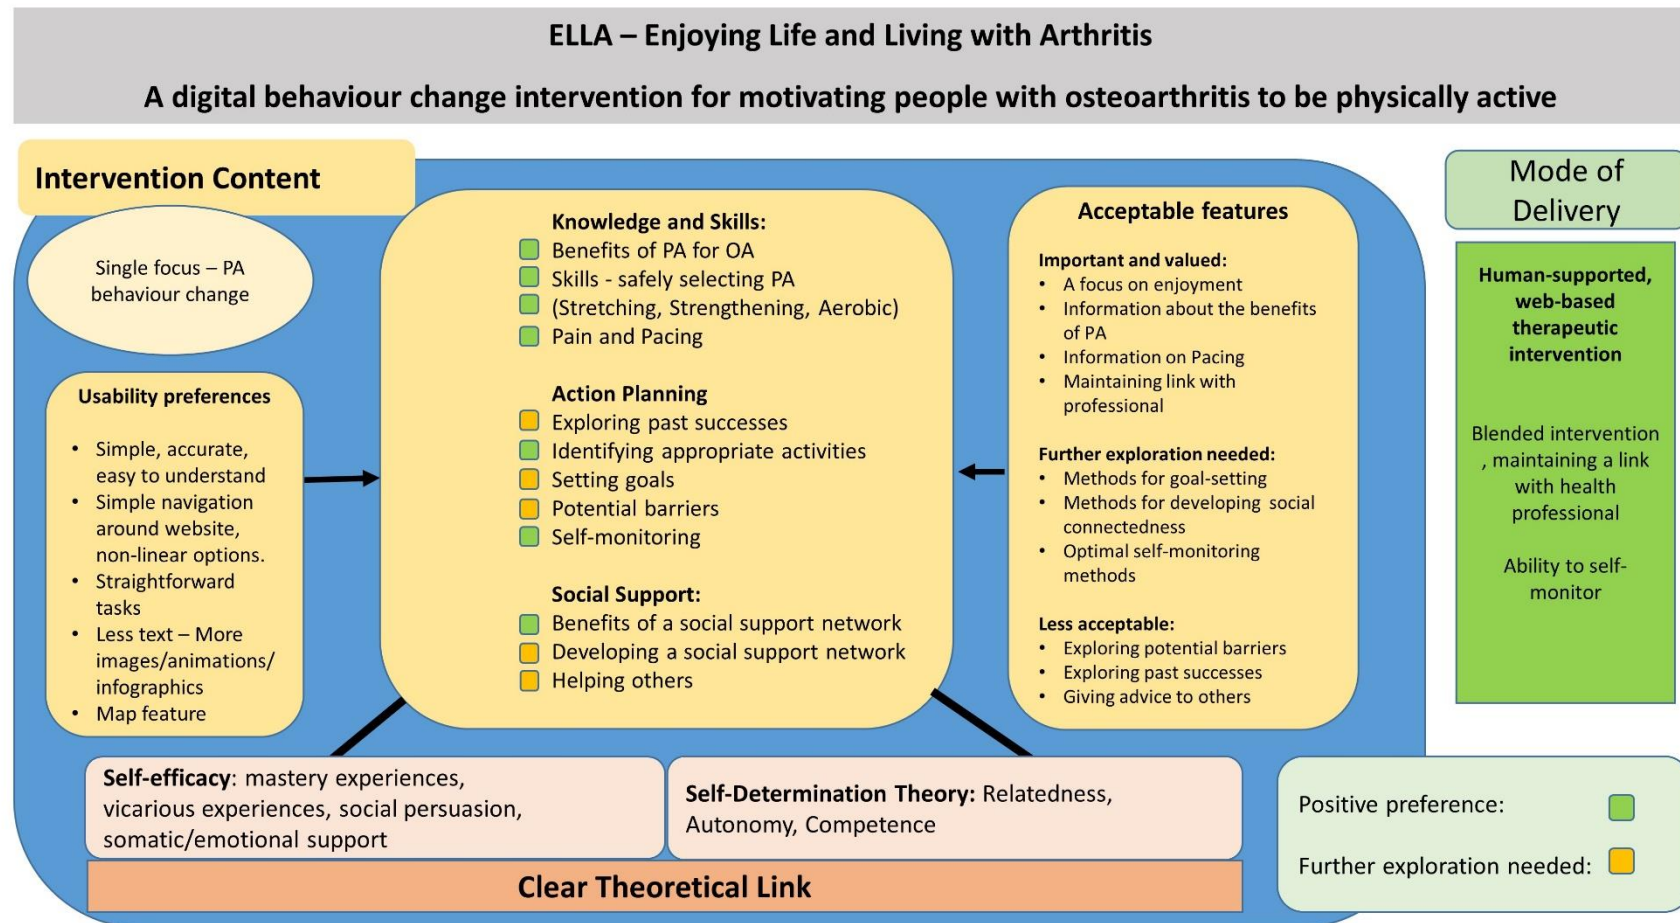 ELLA – Enjoying Life and Living with Arthritis
A digital behaviour change intervention for motivating people with osteoarthritis to be physically active
Intervention Content
Single focus – PA
behaviour change
Usability preferences
• Simple, accurate,
easy to understand
• Simple navigation
around website,
non-linear options.
• Straightforward
tasks
• Less text – More
images/animations/
infographics
• Map feature
Knowledge and Skills:
Benefits of PA for OA
Skills - safely selecting PA
(Stretching, Strengthening, Aerobic)
Pain and Pacing
Action Planning
Exploring past successes
Identifying appropriate activities
Setting goals
Potential barriers
Self-monitoring
Social Support:
Benefits of a social support network
Developing a social support network
Helping others
Acceptable features
Important and valued:
• A focus on enjoyment
• Information about the benefits
of PA
• Information on Pacing
• Maintaining link with
professional
Further exploration needed:
• Methods for goal-setting
• Methods for developing social
connectedness
• Optimal self-monitoring
methods
Less acceptable:
• Exploring potential barriers
• Exploring past successes
• Giving advice to others
Mode of
Delivery
Human-supported,
web-based
therapeutic
intervention
Blended intervention
, maintaining a link
with health
professional
Ability to self-
monitor
Self-efficacy: mastery experiences,
vicarious experiences, social persuasion,
somatic/emotional support
Self-Determination Theory: Relatedness,
Autonomy, Competence
Clear Theoretical Link
Positive preference:
Further exploration needed: